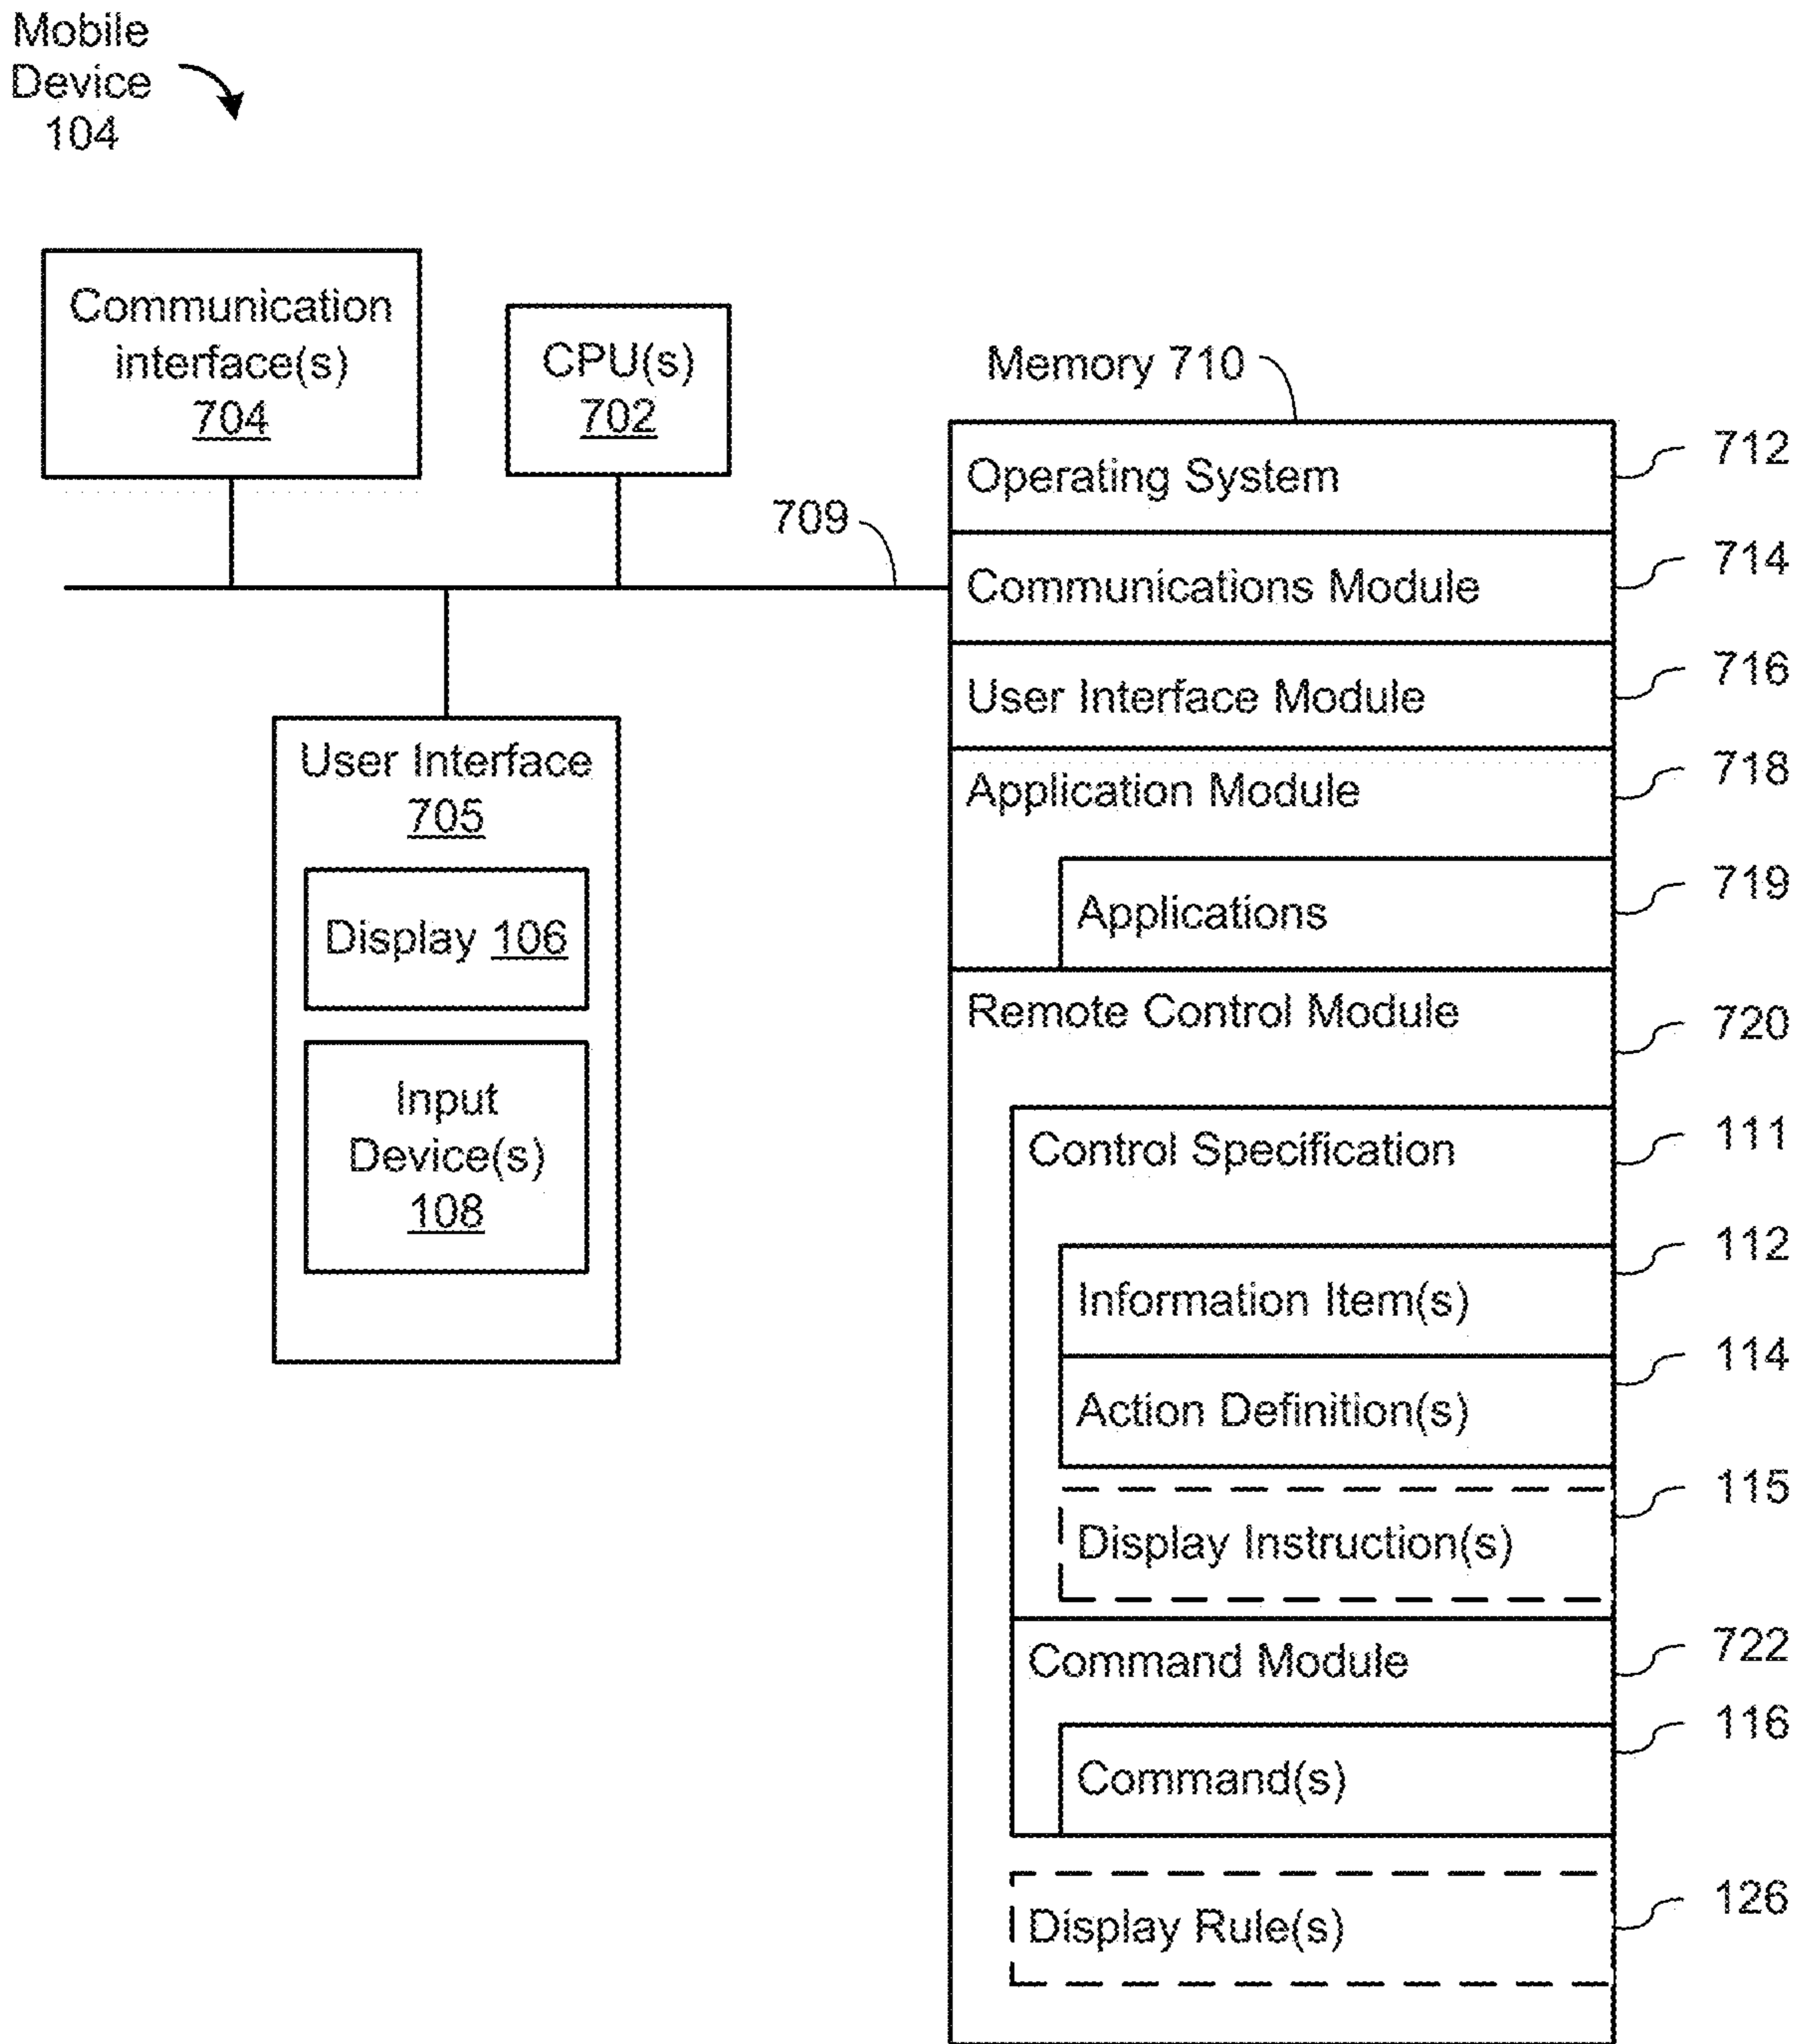 Mobile
Device
104
Communication
interface(s)
704
CPU(s)
702
Memory 710
709
Operating System
712
Communications Module
714
User Interface Module
716
Application Module
718
Applications
719
Remote Control Module
720
Control Specification
111
Information Item(s)
112
Action Definition(s)
114
Display Instruction(s)
115
Command Module
722
Command(s)
116
Display Rule(s)
126
User Interface
705
Display 106
Input
Device(s)
108